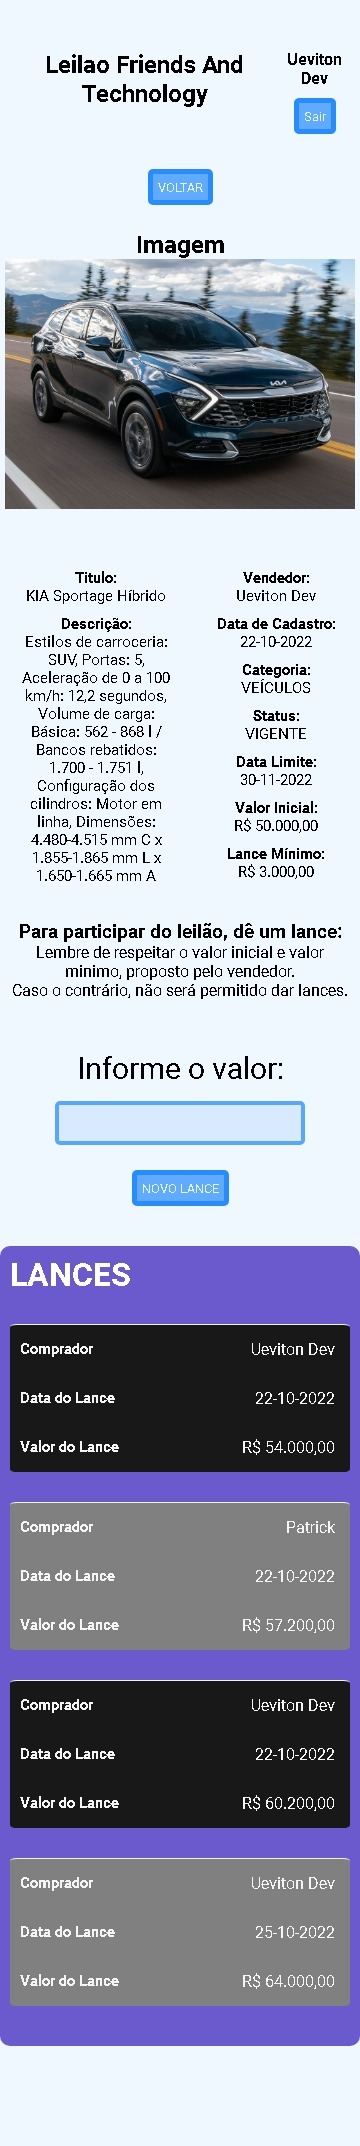 Leilao Friends And
Technology
Ueviton
Dev
Sair
VOLTAR
Imagem
KIA
Titulo:
KIA Sportage Híbrido
Descrição:
Estilos de carroceria:
SUV, Portas: 5,
Aceleração de 0 a 100
km/h: 12,2 segundos,
Volume de carga:
Básica: 562 - 868 l /
Bancos rebatidos:
1.700 - 1.751 l,
Configuração dos
cilindros: Motor em
linha, Dimensões:
4.480-4.515 mm C x
1.855-1.865 mm L x
1.650-1.665 mm A
Vendedor:
Ueviton Dev
Data de Cadastro:
22-10-2022
Categoria:
VEÍCULOS
Status:
VIGENTE
Data Limite:
30-11-2022
Valor Inicial:
R$ 50.000,00
Lance Mínimo:
R$ 3.000,00
Para participar do leilão, dê um lance:
Lembre de respeitar o valor inicial e valor
minimo, proposto pelo vendedor.
Caso o contrário, não será permitido dar lances.
Informe o valor:
NOVO LANCE
LANCES
Comprador Ueviton Dev
Data do Lance 22-10-2022
Valor do Lance R$ 54.000,00
Comprador Patrick
Data do Lance 22-10-2022
Valor do Lance R$ 57.200,00
Comprador Ueviton Dev
Data do Lance 22-10-2022
Valor do Lance R$ 60.200,00
Comprador Ueviton Dev
Data do Lance 25-10-2022
Valor do Lance R$ 64.000,00